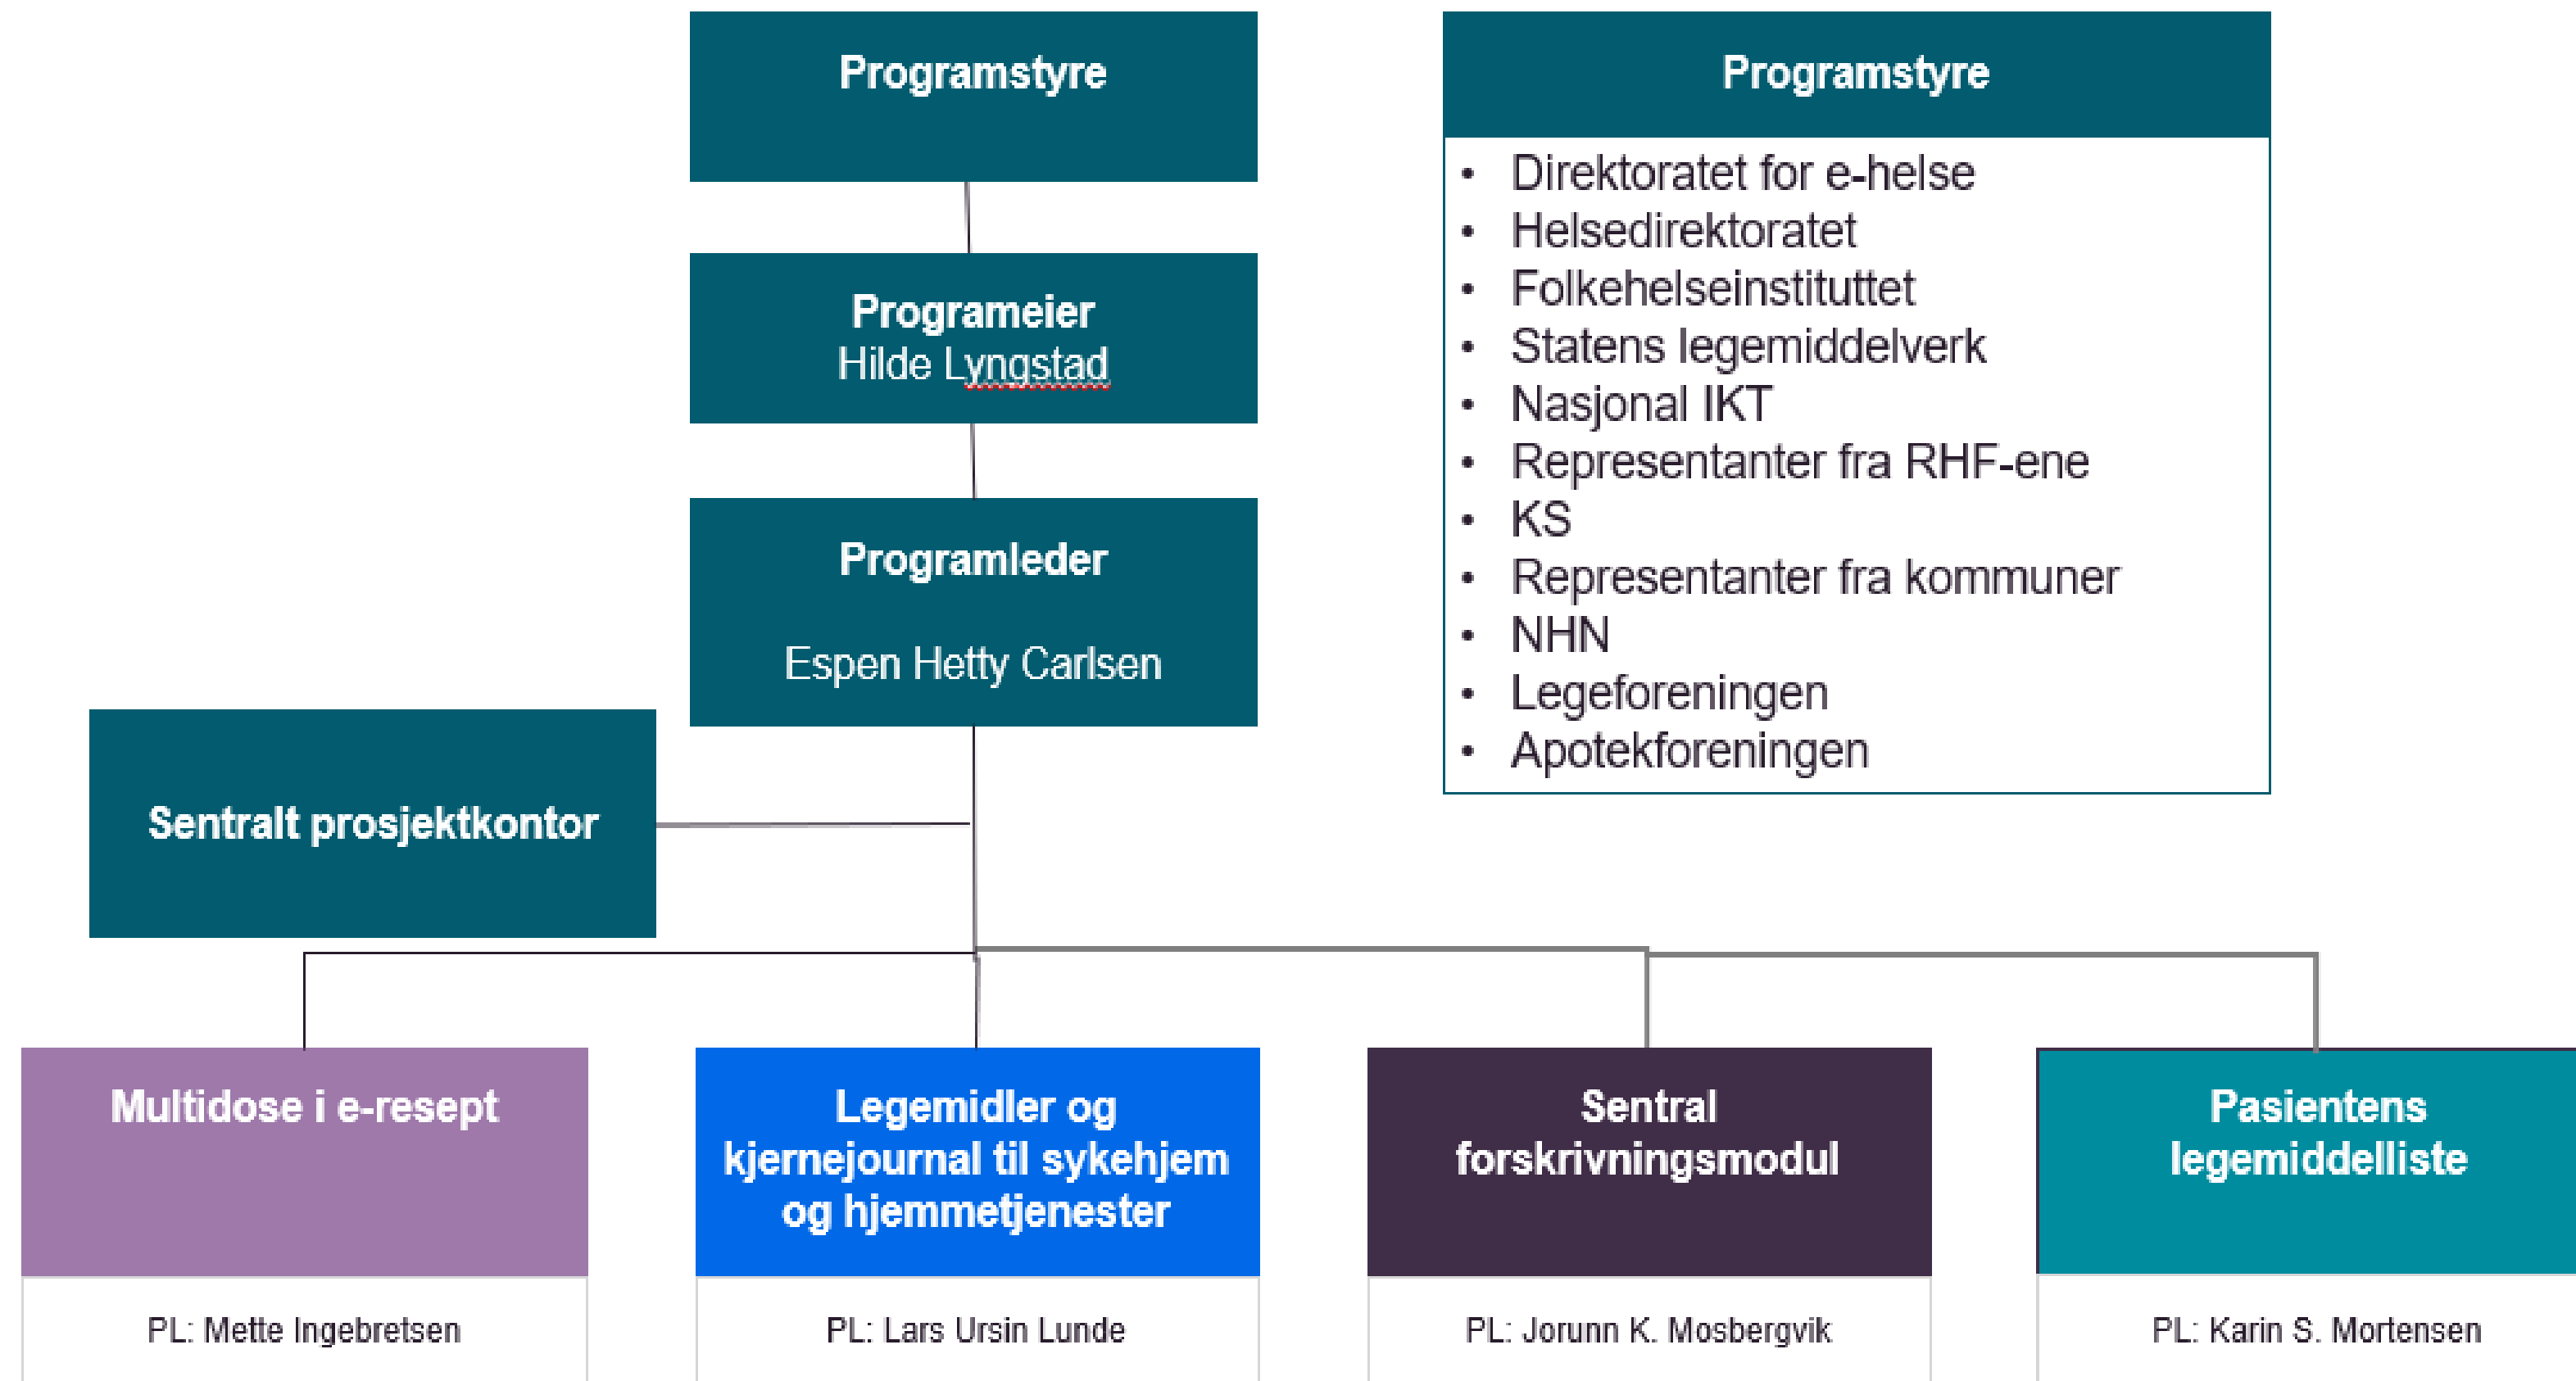 Programstyre
Programeier
Hilde Lyngstad
Programleder
Espen Hetty Carlsen
Sentralt prosjektkontor
Programstyre
• Direktoratet for e-helse
• Helsedirektoratet
• Folkehelseinstituttet
• Statens legemiddelverk
• Nasjonal IKT
• Representanter fra RHF-ene
• KS
• Representanter fra kommuner
• NHN
• Legeforeningen
• Apotekforeningen
Multidose i e-resept
PL: Mette Ingebretsen
Legemidler og
kjernejournal til sykehjem
og hjemmetjenester
PL: Lars Ursin Lunde
Sentral
forskrivningsmodul
PL: Jorunn K. Mosbergvik
Pasientens
legemiddelliste
PL: Karin S. Mortensen